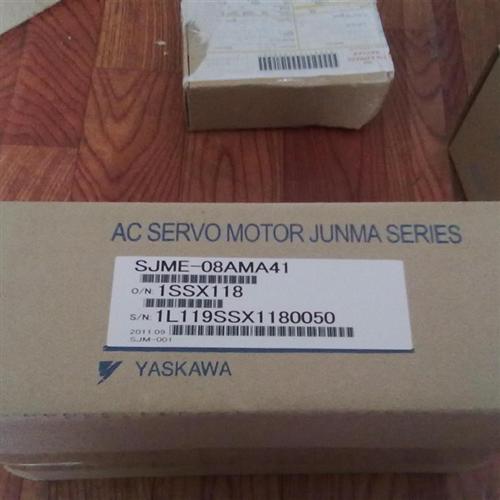 AC SERVO MOTOR JUNMA SERIES
SJME-08AMA41
O/N: 1SSX118
S/N: 1L119SSX1180050
2011.09
SJM-001
YASKAWA